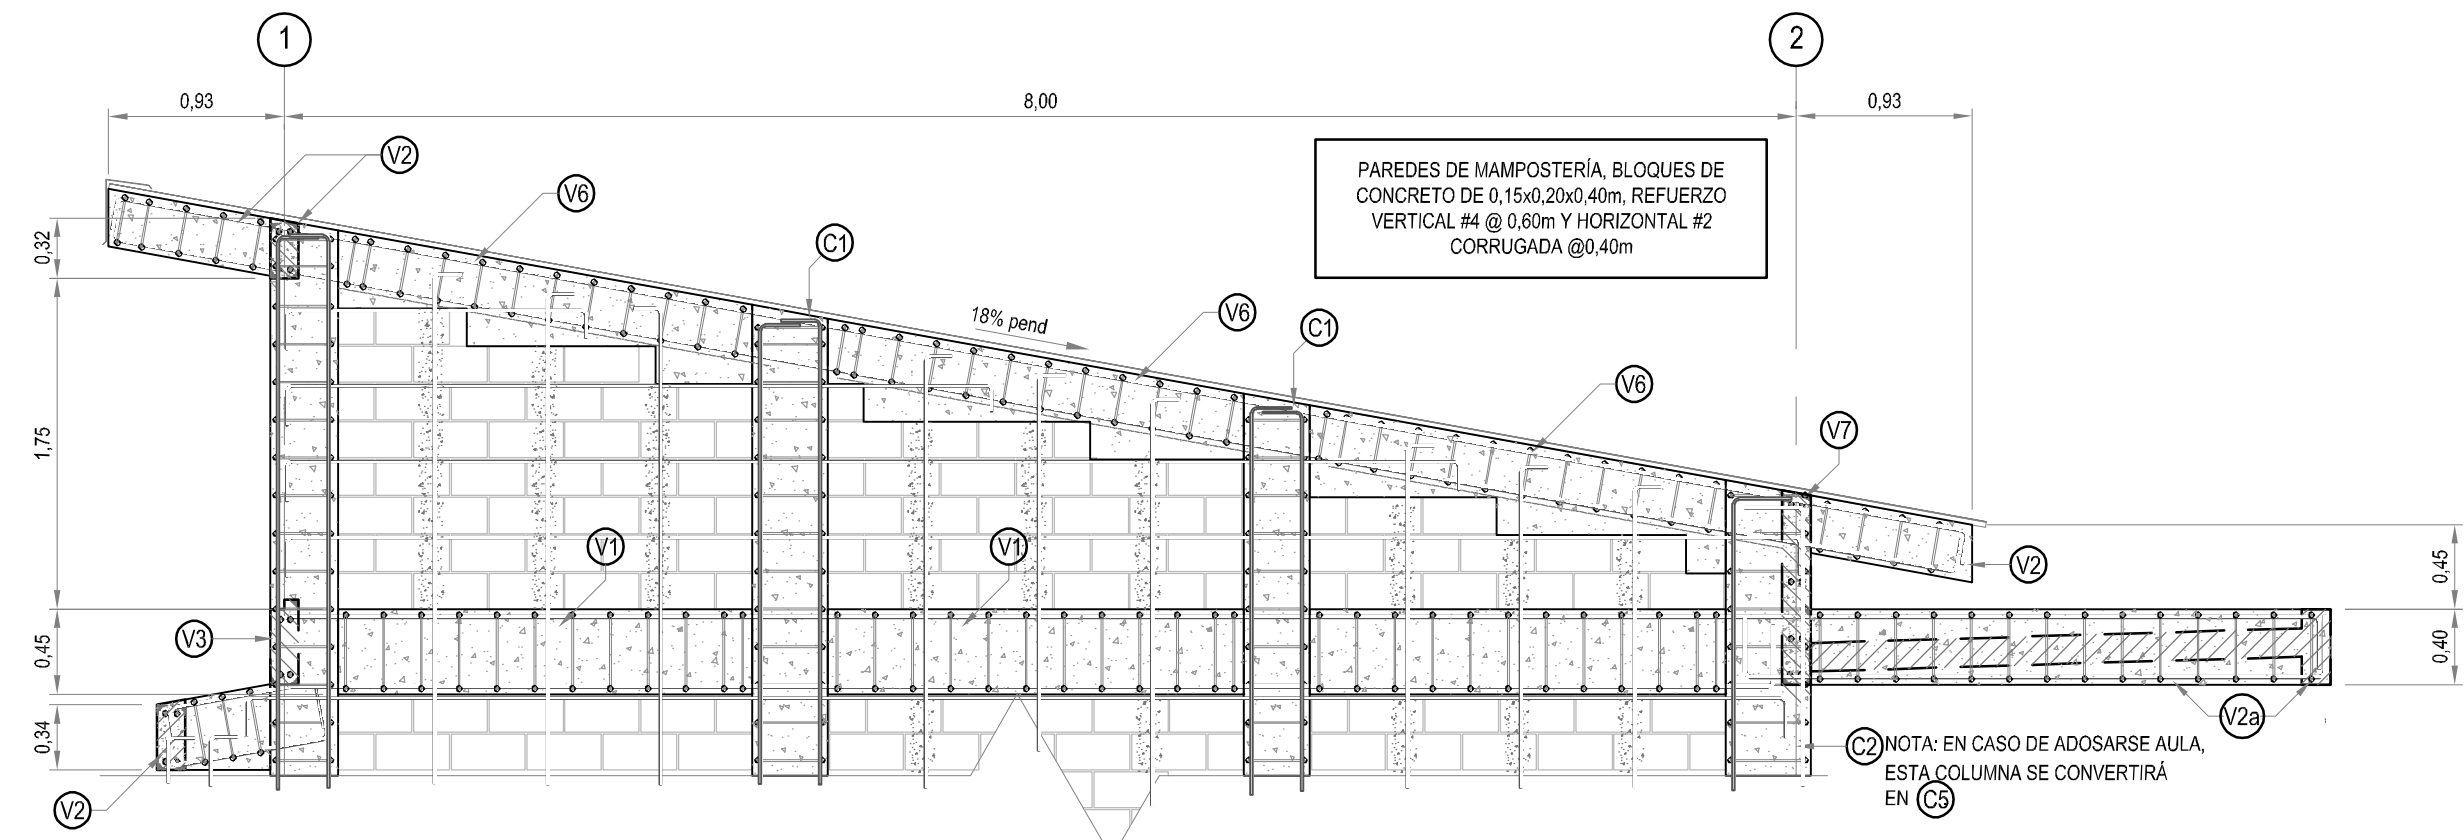 1
2
0,93
8,00
0,93
V2
V6
C1
PAREDES DE MAMPOSTERÍA, BLOQUES DE
CONCRETO DE 0,15x0,20x0,40m, REFUERZO
VERTICAL #4 @ 0,60m Y HORIZONTAL #2
CORRUGADA @0,40m
0,32
18% pend
V6
C1
V6
V7
1,75
V1
V1
V2
0,45
V3
0,45
0,40
0,34
V2a
V2
C2 NOTA: EN CASO DE ADOSARSE AULA,
ESTA COLUMNA SE CONVERTIRÁ
EN C5